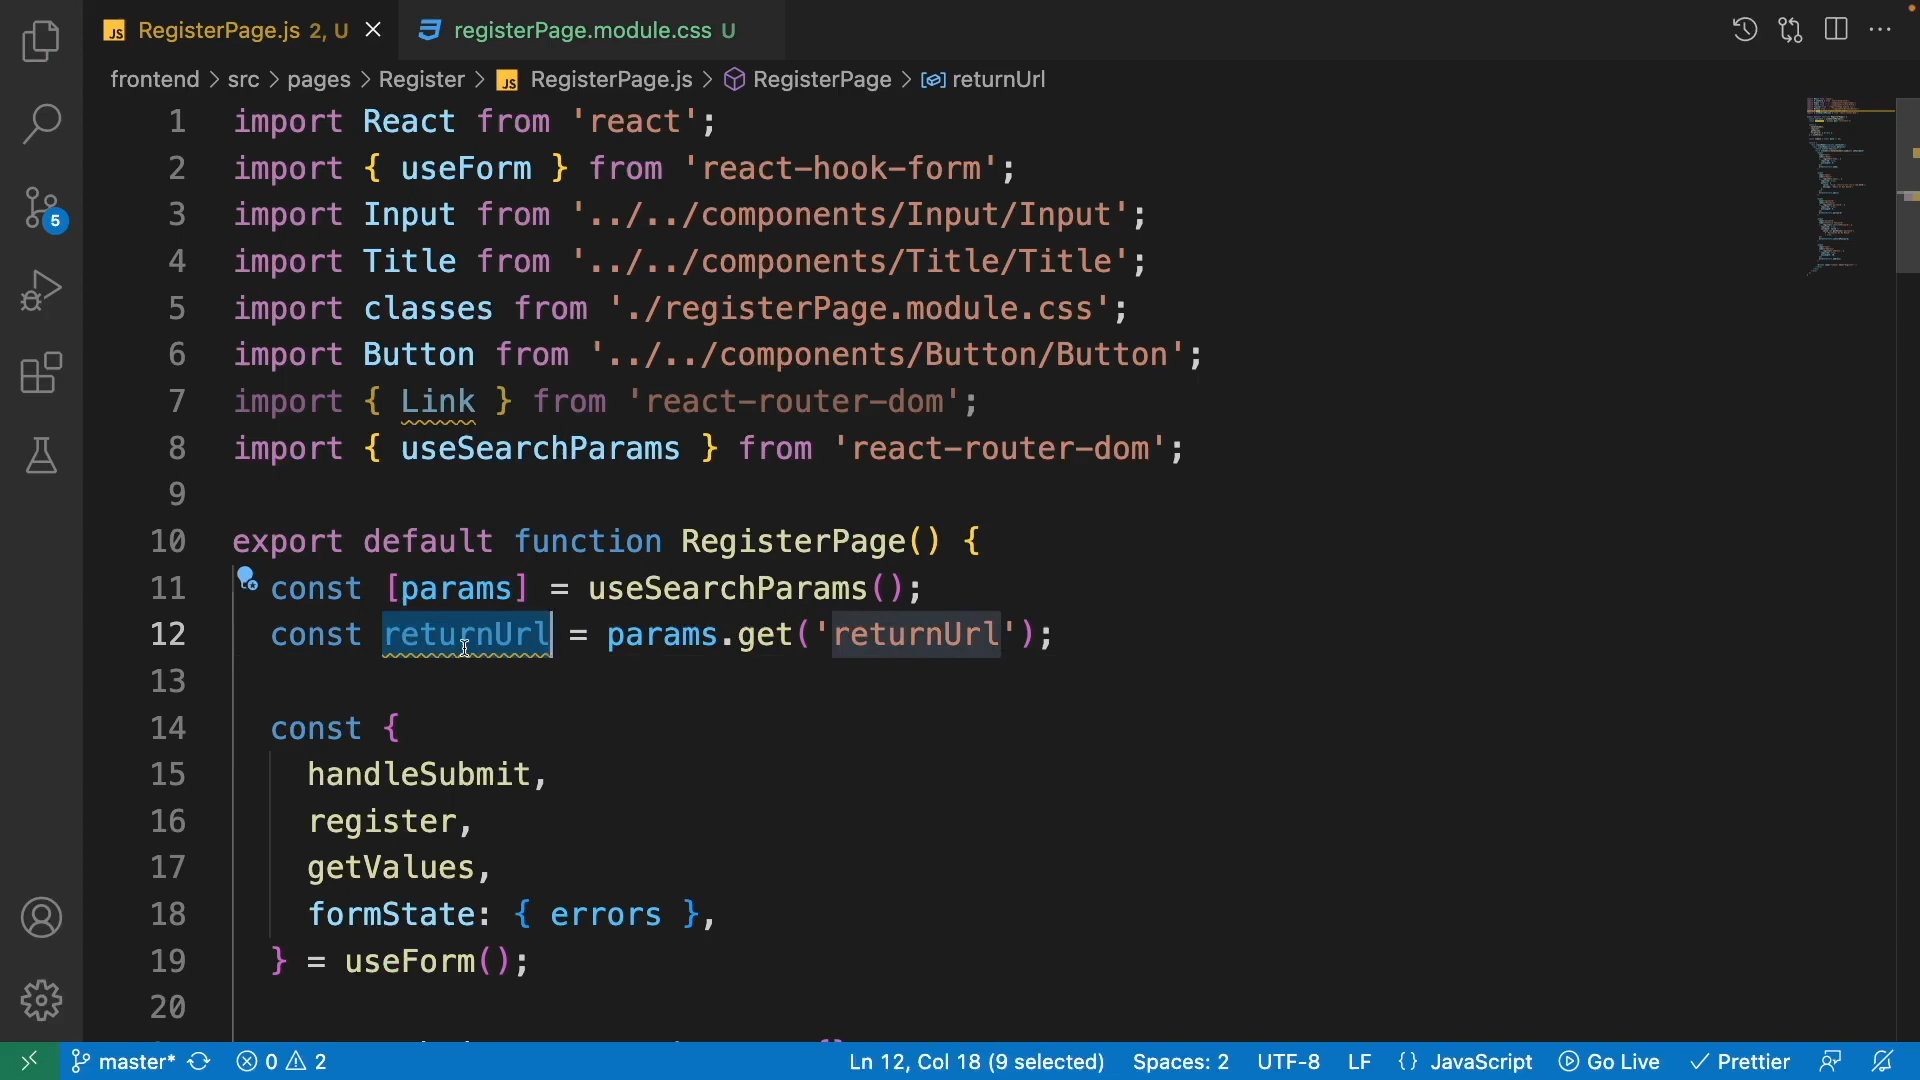 RegisterPage.js 2, U
registerPage.module.css U
frontend > src > pages > Register > JS RegisterPage.js > RegisterPage > returnUrl
1 import React from 'react';
2 import { useForm } from 'react-hook-form';
3 import Input from '../../components/Input/Input';
4 import Title from '../../components/Title/Title';
5 import classes from './registerPage.module.css';
6 import Button from '../../components/Button/Button';
7 import { Link } from 'react-router-dom';
8 import { useSearchParams } from 'react-router-dom';
9
10 export default function RegisterPage() {
11 const [params] = useSearchParams();
12 const returnUrl = params.get('returnUrl');
13
14 const {
15 handleSubmit,
16 register,
17 getValues,
18 formState: { errors },
19 } = useForm();
20
5
master* 0 2 Ln 12, Col 18 (9 selected) Spaces: 2 UTF-8 LF {} JavaScript Go Live Prettier